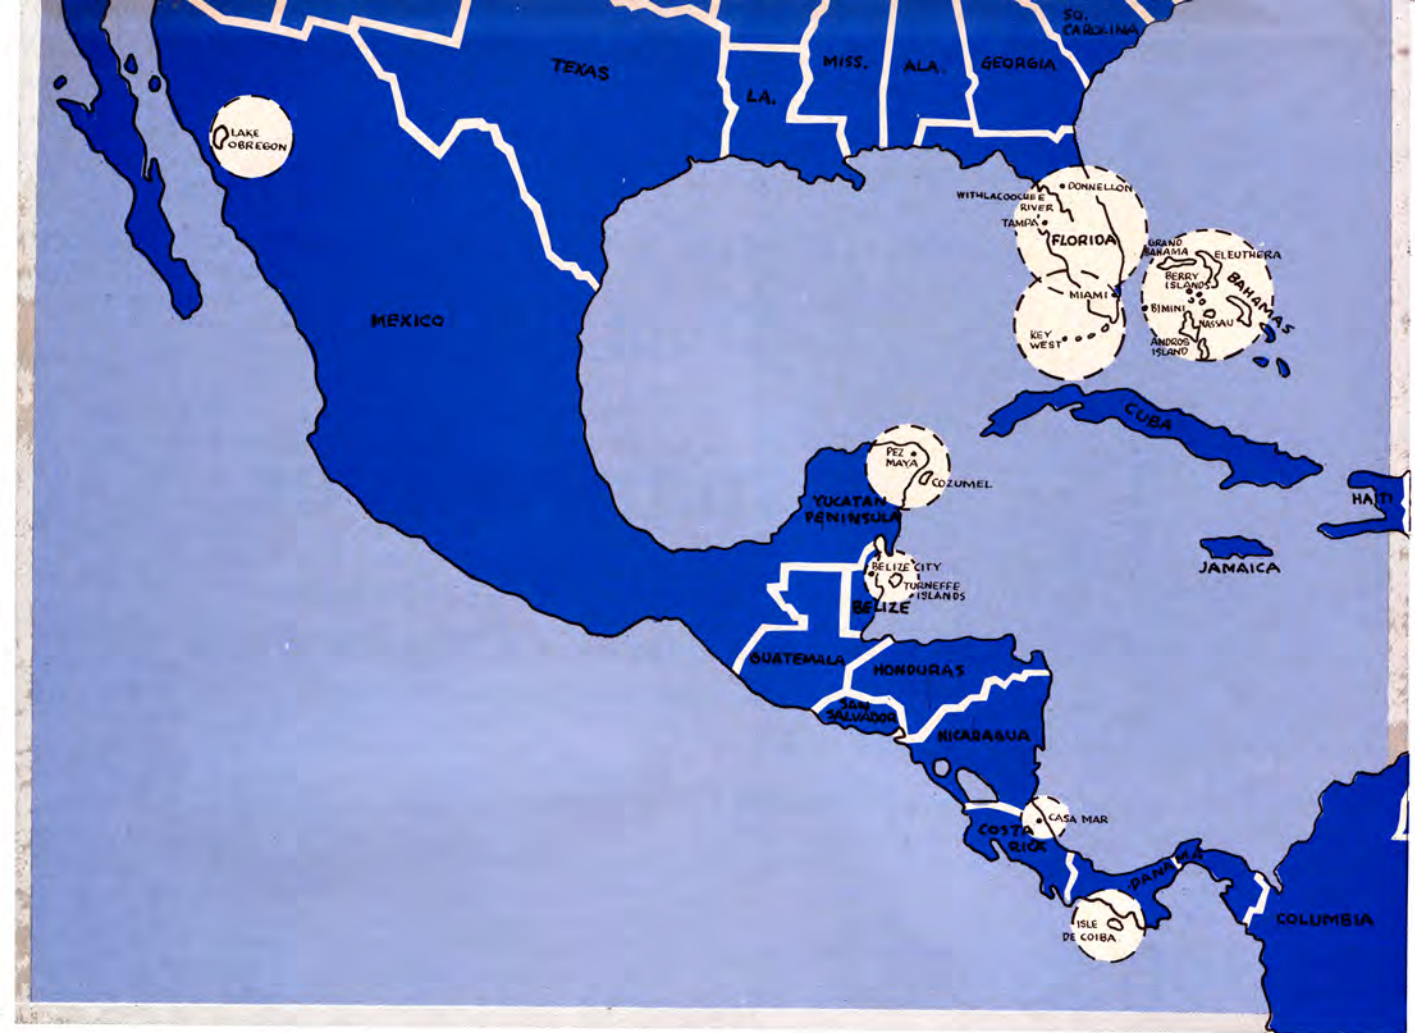 SO.
CAROLINA
TEXAS
MISS.
ALA.
GEORGIA
LA.
LAKE
OBREGON
DONNELLON
WITHLACOOCHEE
RIVER
TAMPA
FLORIDA
GRAND
BAHAMA
ELEUTHERA
BERRY
ISLANDS
BAHAMAS
MIAMI
BIMINI
NASSAU
MEXICO
KEY
WEST
ANDROS
ISLAND
CUBA
PEZ
MAYA
COZUMEL
HAITI
YUCATAN
PENINSULA
JAMAICA
BELIZE CITY
TURNEFFE
ISLANDS
BELIZE
GUATEMALA
HONDURAS
SAN
SALVADOR
NICARAGUA
CASA MAR
COSTA
RICA
PANAMA
ISLE
DE COIBA
COLUMBIA